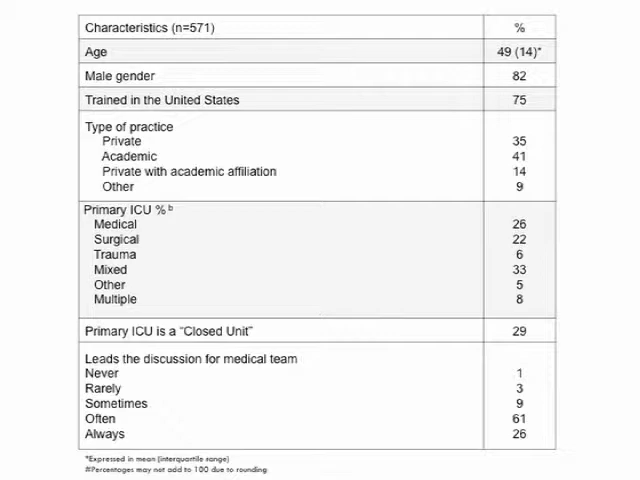 Characteristics (n=571) %
Age 49 (14)*
Male gender 82
Trained in the United States 75
Type of practice
Private 35
Academic 41
Private with academic affiliation 14
Other 9
Primary ICU % b
Medical 26
Surgical 22
Trauma 6
Mixed 33
Other 5
Multiple 8
Primary ICU is a “Closed Unit” 29
Leads the discussion for medical team
Never 1
Rarely 3
Sometimes 9
Often 61
Always 26
*Expressed in mean (interquartile range)
#Percentages may not add to 100 due to rounding